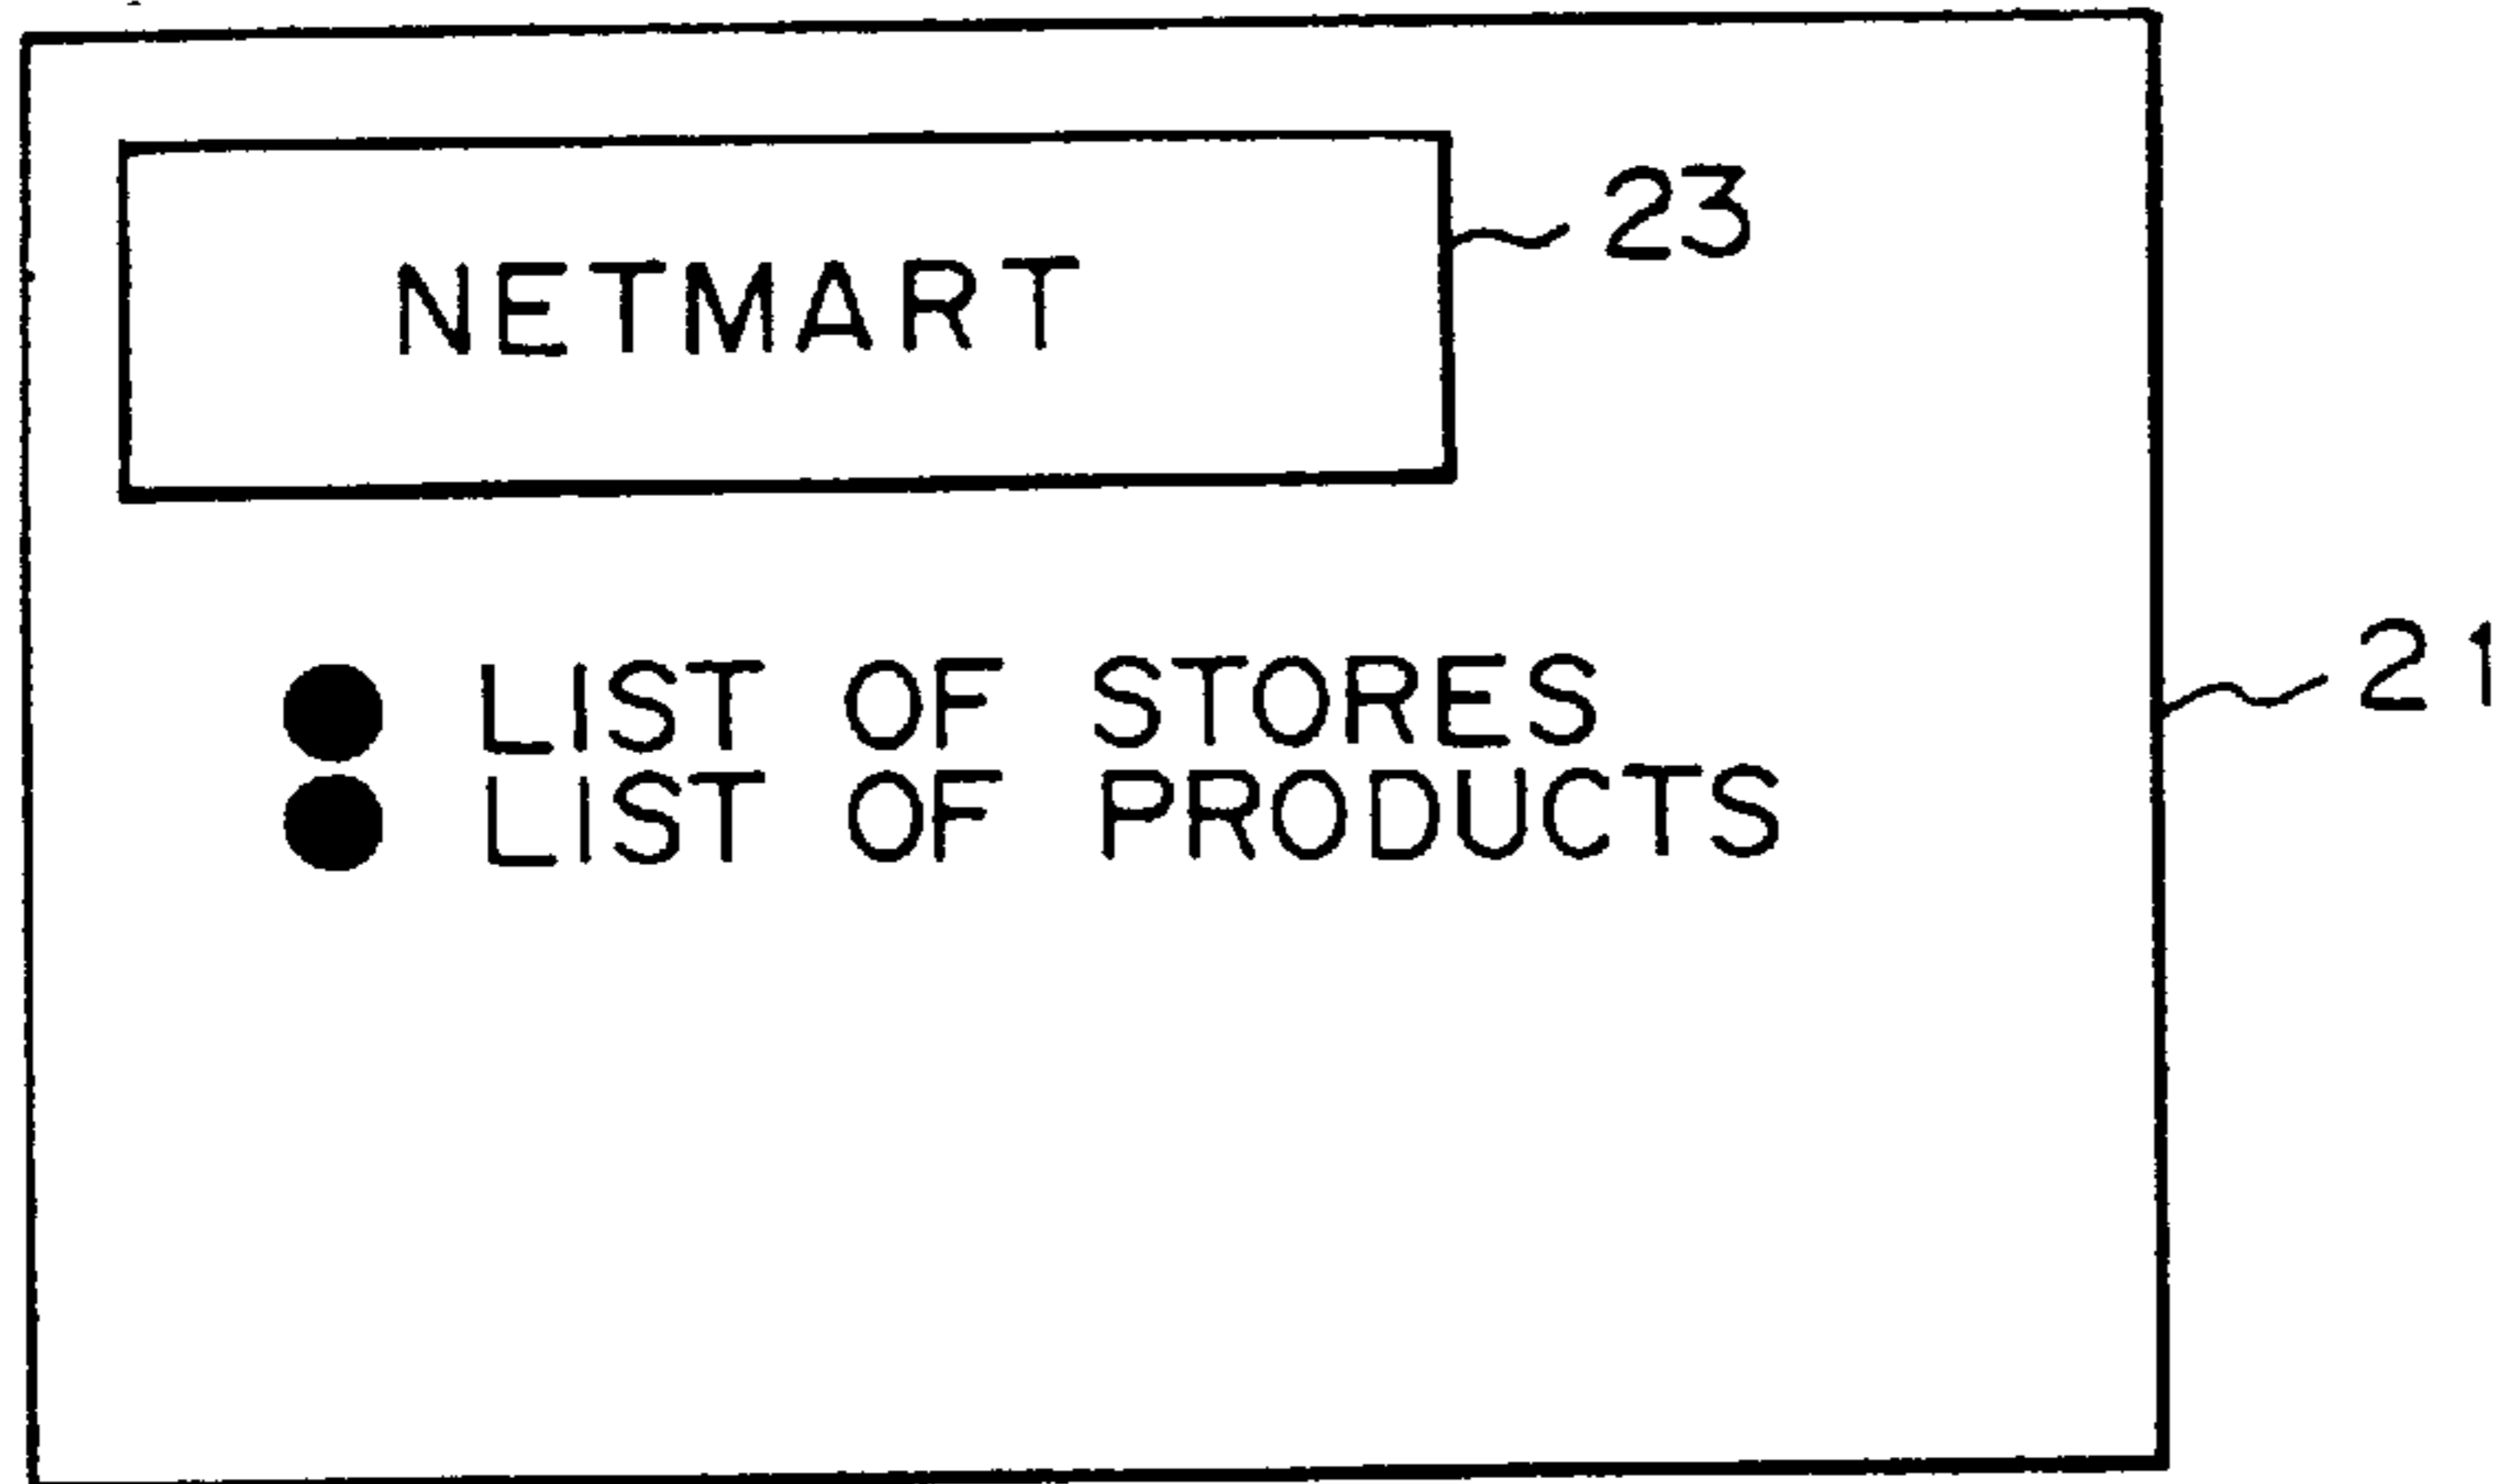 NETMART
23
LIST OF STORES
21
LIST OF PRODUCTS